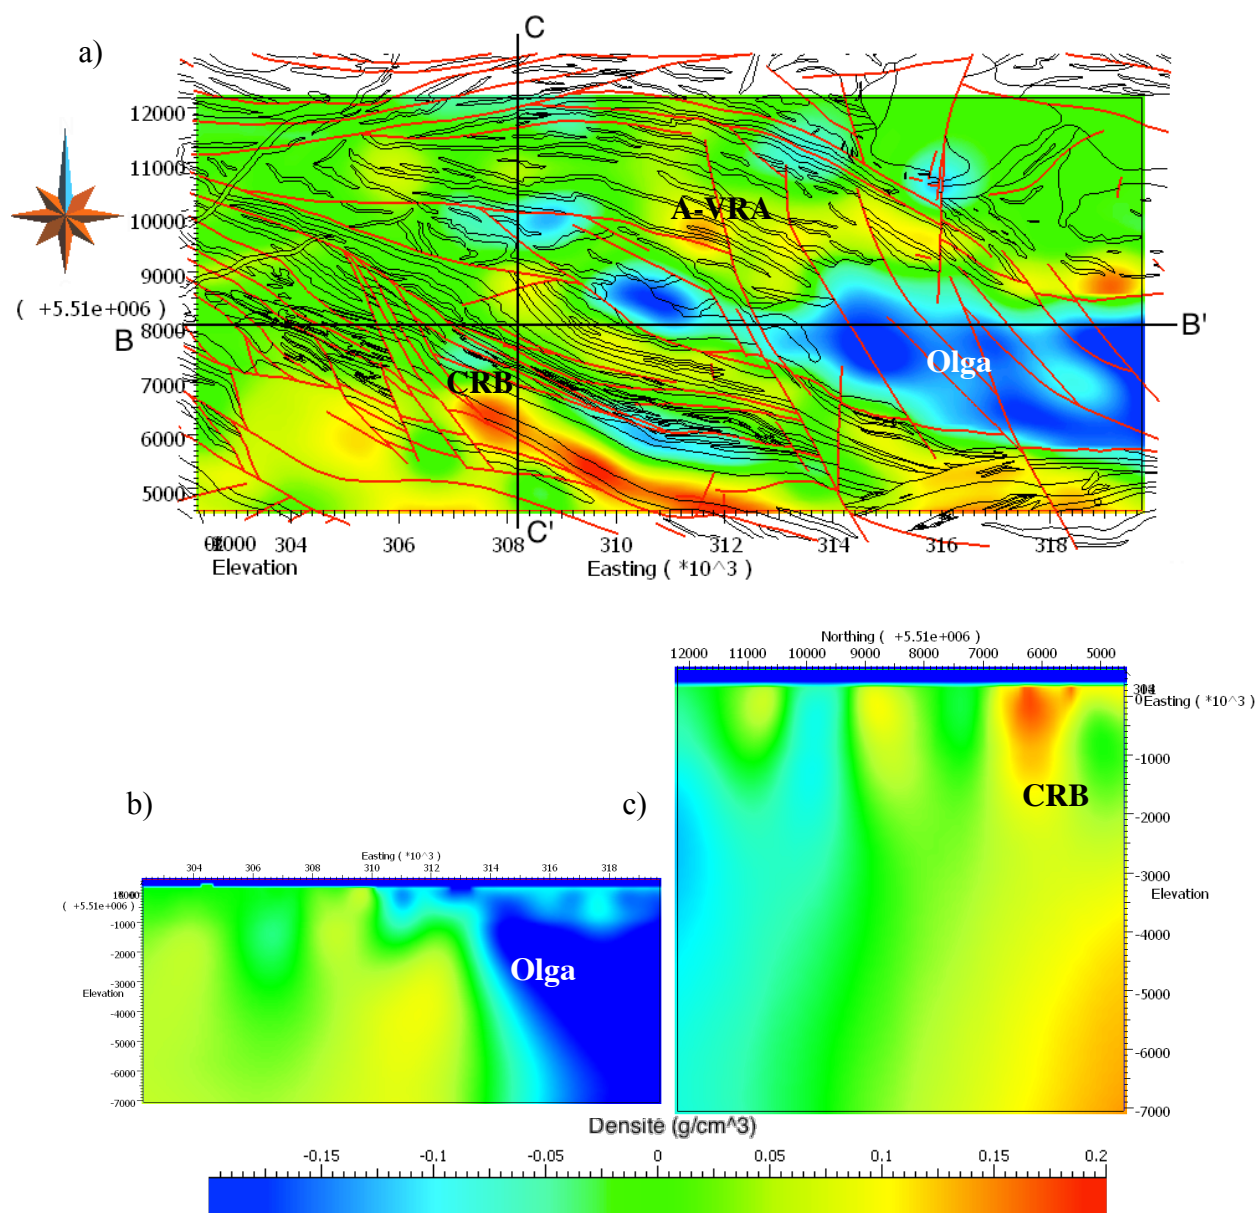 a)
C
12000
11000
10000
9000
( +5.51e+006 )
8000
7000
6000
5000
A-VRA
B
B'
Olga
CRB
C'
304 306 308 310 312 314 316 318
Elevation
Easting ( *10^3 )
Northing ( +5.51e+006 )
12000 11000 10000 9000 8000 7000 6000 5000
0
Easting ( *10^3 )
-1000
-2000
-3000
Elevation
-4000
-5000
-6000
-7000
c)
CRB
b)
Easting ( *10^3 )
304 306 308 310 312 314 316 318
( +5.51e+006 )
-1000
-2000
-3000
Elevation
-4000
-5000
-6000
-7000
Olga
Densité (g/cm^3)
-0.15 -0.1 -0.05 0 0.05 0.1 0.15 0.2